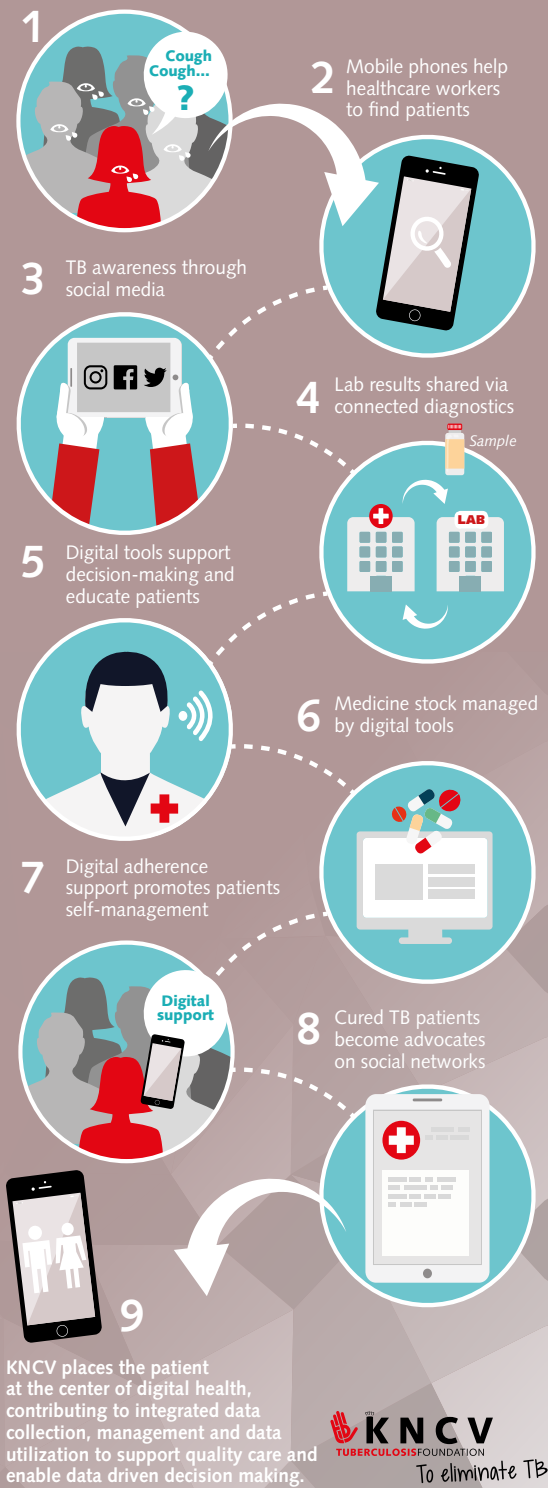 1
Cough
Cough...
?
2
Mobile phones help
healthcare workers
to find patients
3
TB awareness through
social media
4
Lab results shared via
connected diagnostics
Sample
LAB
5
Digital tools support
decision-making and
educate patients
6
Medicine stock managed
by digital tools
7
Digital adherence
support promotes patients
self-management
Digital
support
8
Cured TB patients
become advocates
on social networks
9
KNCV places the patient
at the center of digital health,
contributing to integrated data
collection, management and data
utilization to support quality care and
enable data driven decision making.
KNCV
TUBERCULOSISFOUNDATION
To eliminate TB